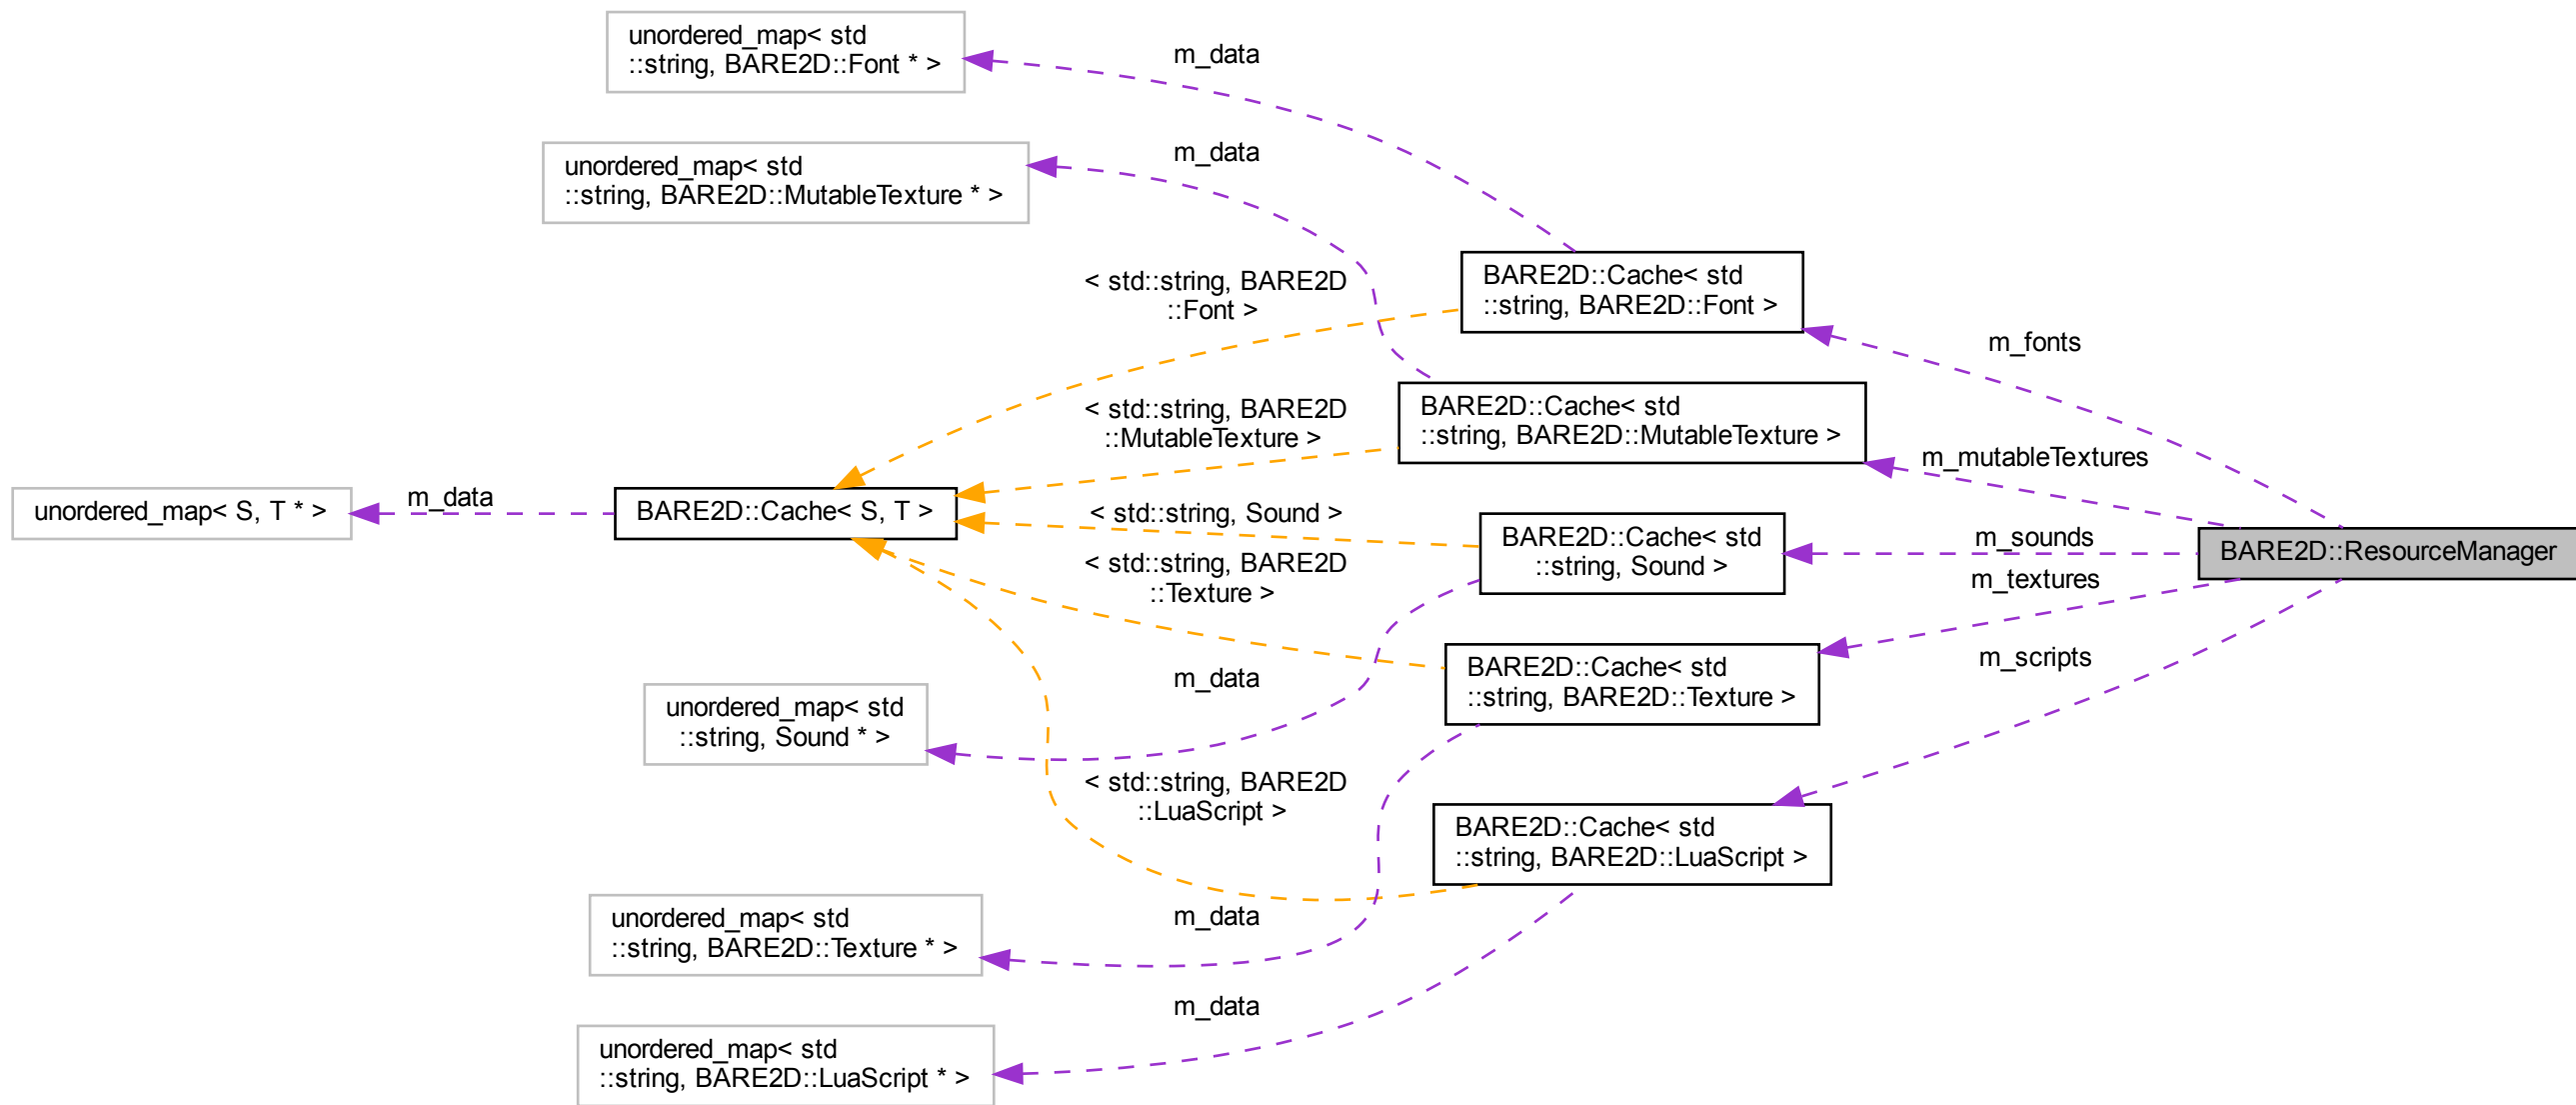 unordered_map< std
::string, BARE2D::Font * >
m_data
unordered_map< std
::string, BARE2D::MutableTexture * >
m_data
BARE2D::Cache< std
::string, BARE2D::Font >
< std::string, BARE2D
::Font >
m_fonts
BARE2D::Cache< std
::string, BARE2D::MutableTexture >
< std::string, BARE2D
::MutableTexture >
m_mutableTextures
unordered_map< S, T * >
m_data
BARE2D::Cache< S, T >
< std::string, Sound >
BARE2D::Cache< std
::string, Sound >
m_sounds
BARE2D::ResourceManager
< std::string, BARE2D
::Texture >
m_textures
BARE2D::Cache< std
::string, BARE2D::Texture >
m_scripts
m_data
unordered_map< std
::string, Sound * >
< std::string, BARE2D
::LuaScript >
BARE2D::Cache< std
::string, BARE2D::LuaScript >
unordered_map< std
::string, BARE2D::Texture * >
m_data
m_data
unordered_map< std
::string, BARE2D::LuaScript * >